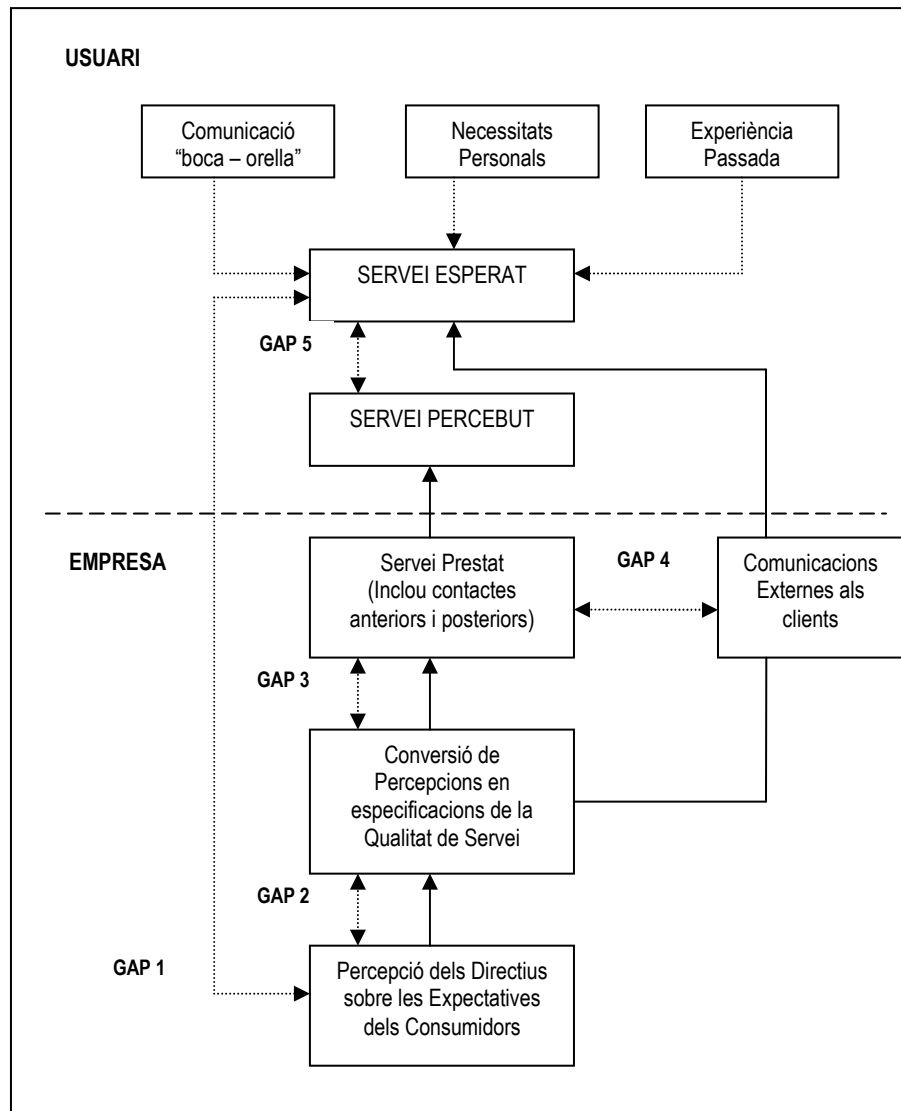 USUARI
Comunicació
“boca – orella”
Necessitats
Personals
Experiència
Passada
SERVEI ESPERAT
GAP 5
SERVEI PERCEBUT
EMPRESA
Servei Prestat
(Inclou contactes
anteriors i posteriors)
GAP 4
Comunicacions
Externes als
clients
GAP 3
Conversió de
Percepcions en
especificacions de la
Qualitat de Servei
GAP 2
GAP 1
Percepció dels Directius
sobre les Expectatives
dels Consumidors